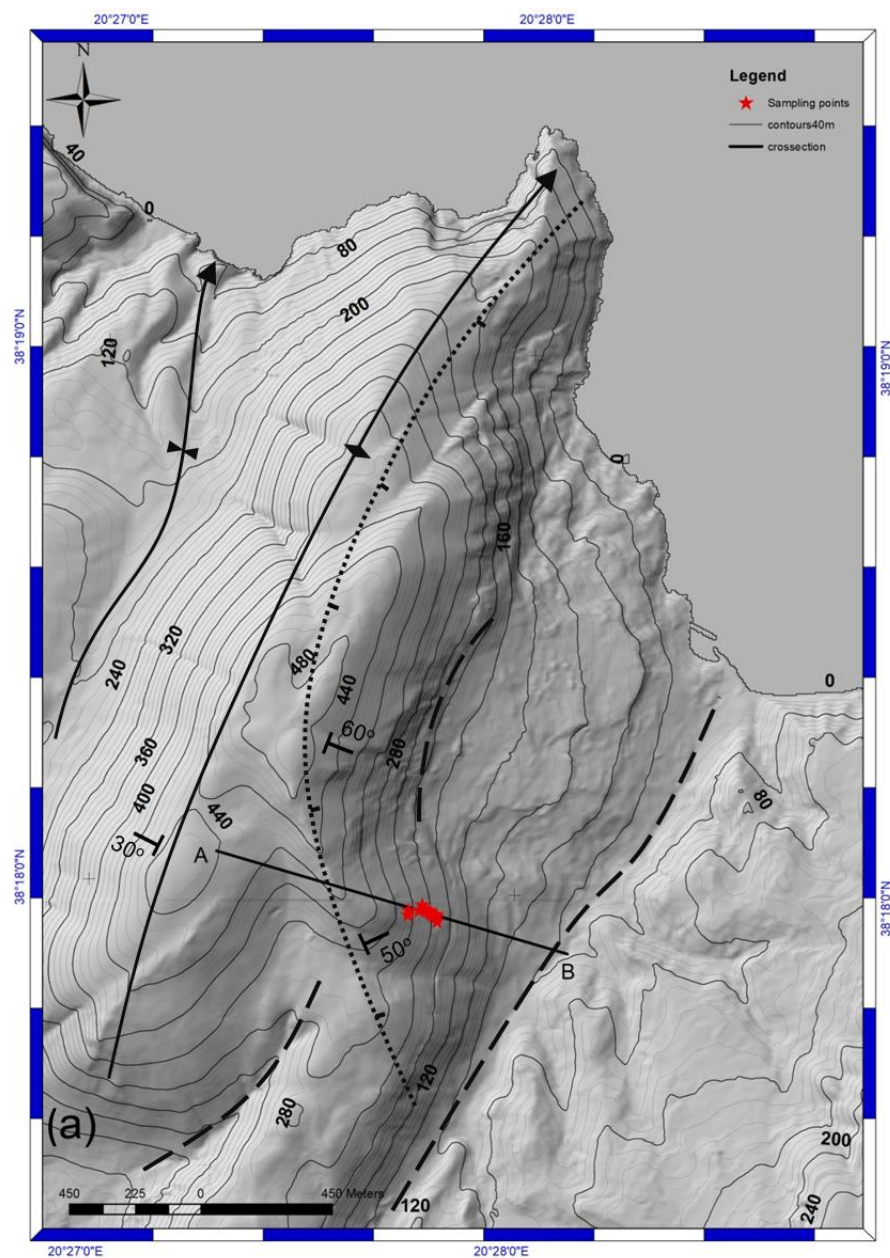 20°27'0"E
20°28'0"E
N
Legend
Sampling points
contours40m
crossection
40
0
80
200
120
38°19'0"N
38°19'0"N
0
160
480
440
320
240
0
60°
280
360
400
440
80
30°
A
38°18'0"N
38°18'0"N
50°
B
120
280
(a)
200
240
120
450 225 0 450 Meters
20°27'0"E
20°28'0"E